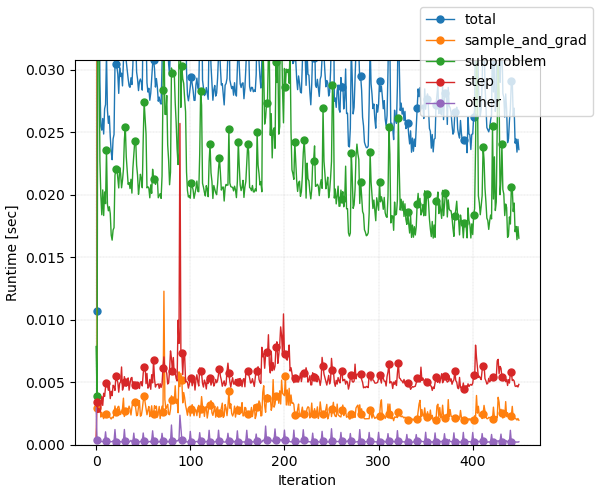 total
sample_and_grad
subproblem
step
other
0.030
0.025
0.020
0.015
0.010
0.005
0.000
Runtime [sec]
0 100 200 300 400
Iteration